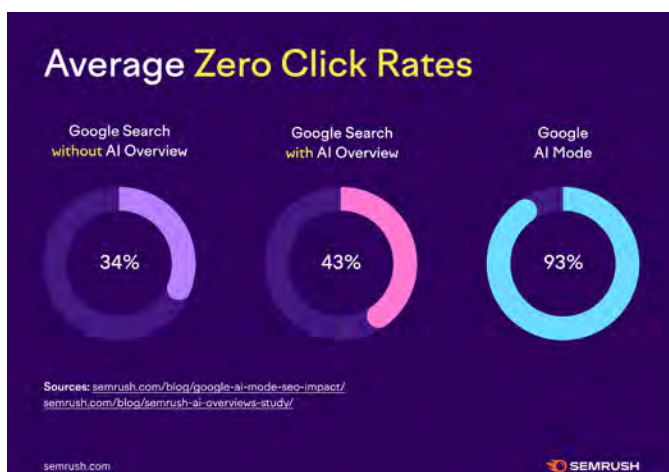 Average Zero Click Rates
Google Search
without AI Overview
34%
Google Search
with AI Overview
43%
Google
AI Mode
93%
Sources: semrush.com/blog/google-ai-mode-seo-impact/
semrush.com/blog/semrush-ai-overviews-study/
semrush.com
SEMRUSH